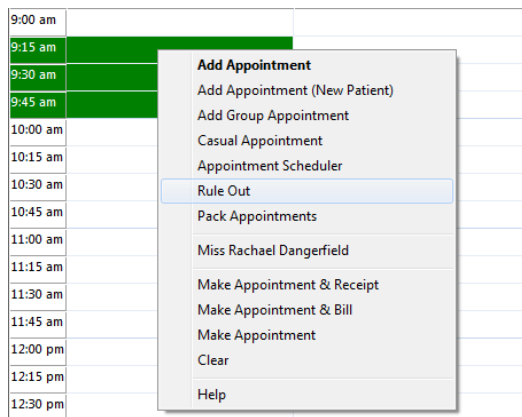 9:00 am
9:15 am
9:30 am
9:45 am
10:00 am
10:15 am
10:30 am
10:45 am
11:00 am
11:15 am
11:30 am
11:45 am
12:00 pm
12:15 pm
12:30 pm
Add Appointment
Add Appointment (New Patient)
Add Group Appointment
Casual Appointment
Appointment Scheduler
Rule Out
Pack Appointments
Miss Rachael Dangerfield
Make Appointment & Receipt
Make Appointment & Bill
Make Appointment
Clear
Help